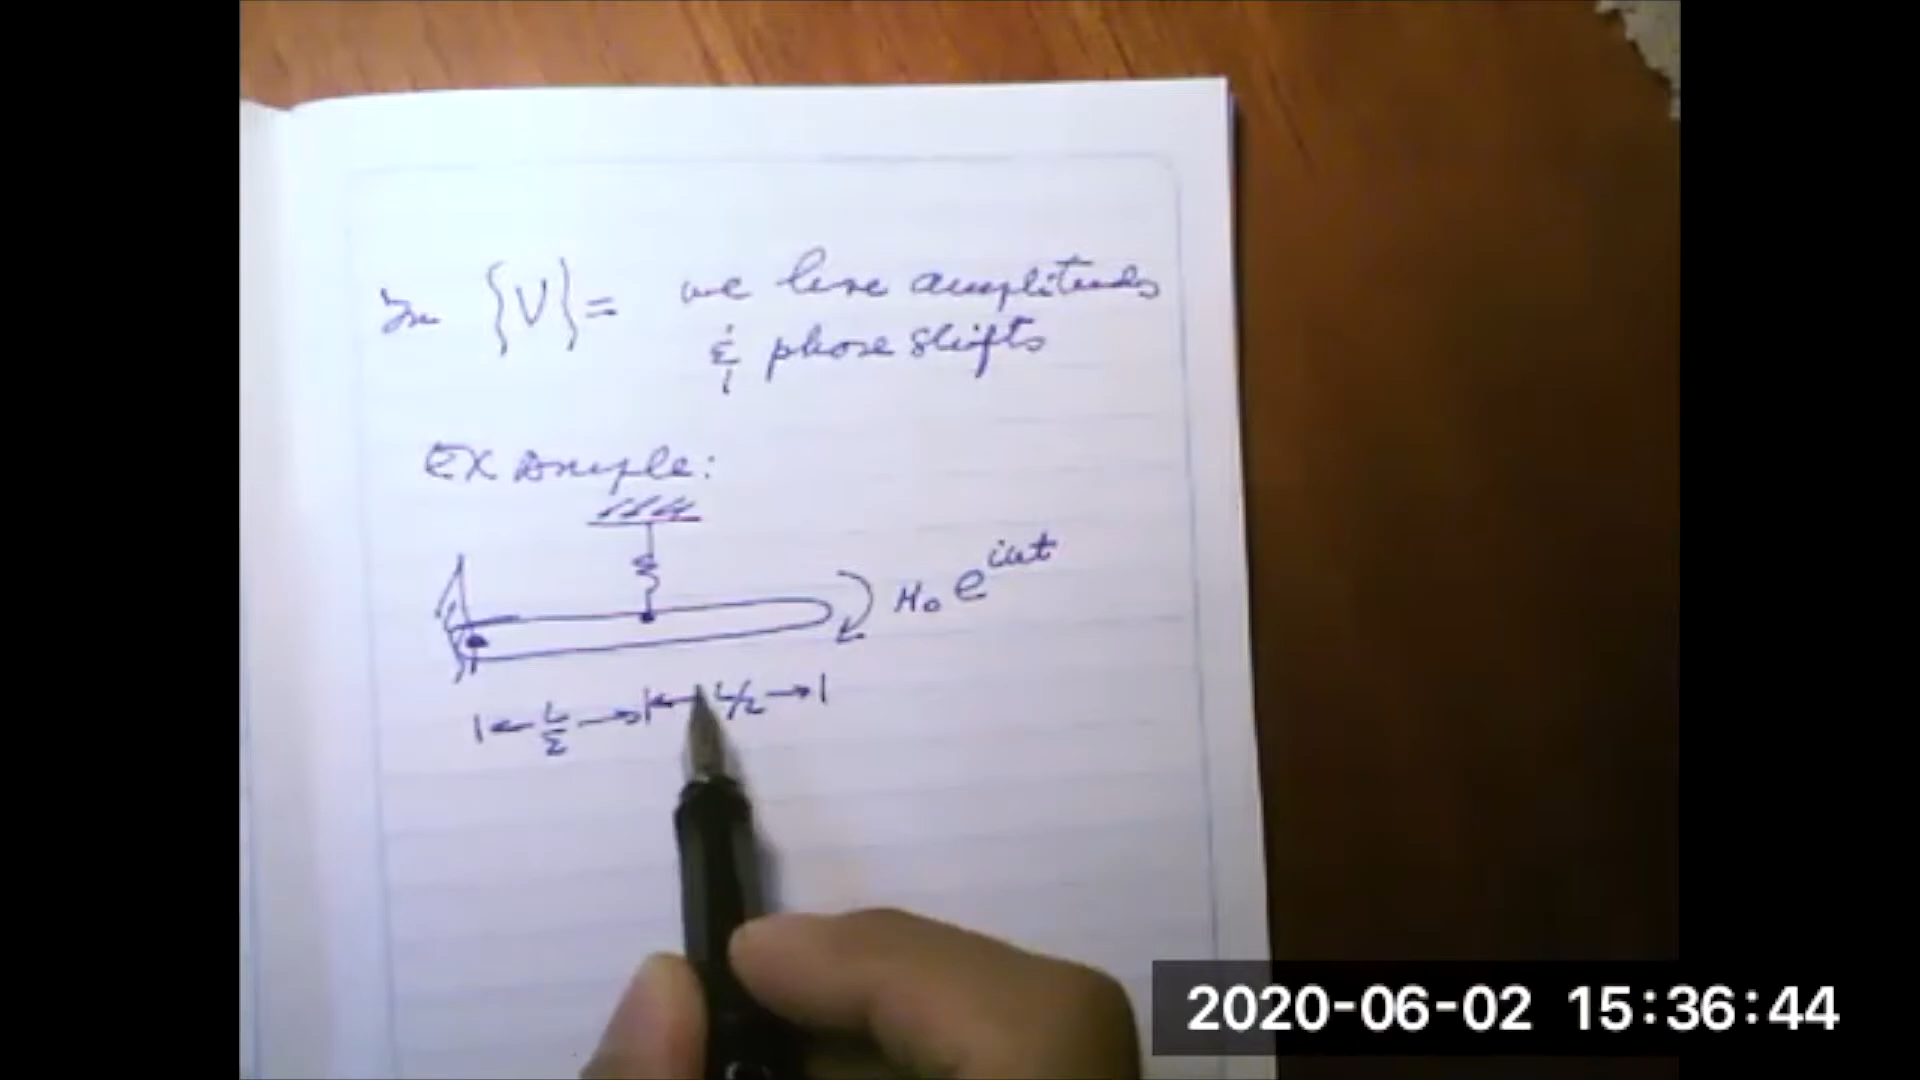 In {V} = we have amplitudes
& phase shifts
Example:
M₀ e^{iωt}
L/2 L/2
2020-06-02 15:36:44